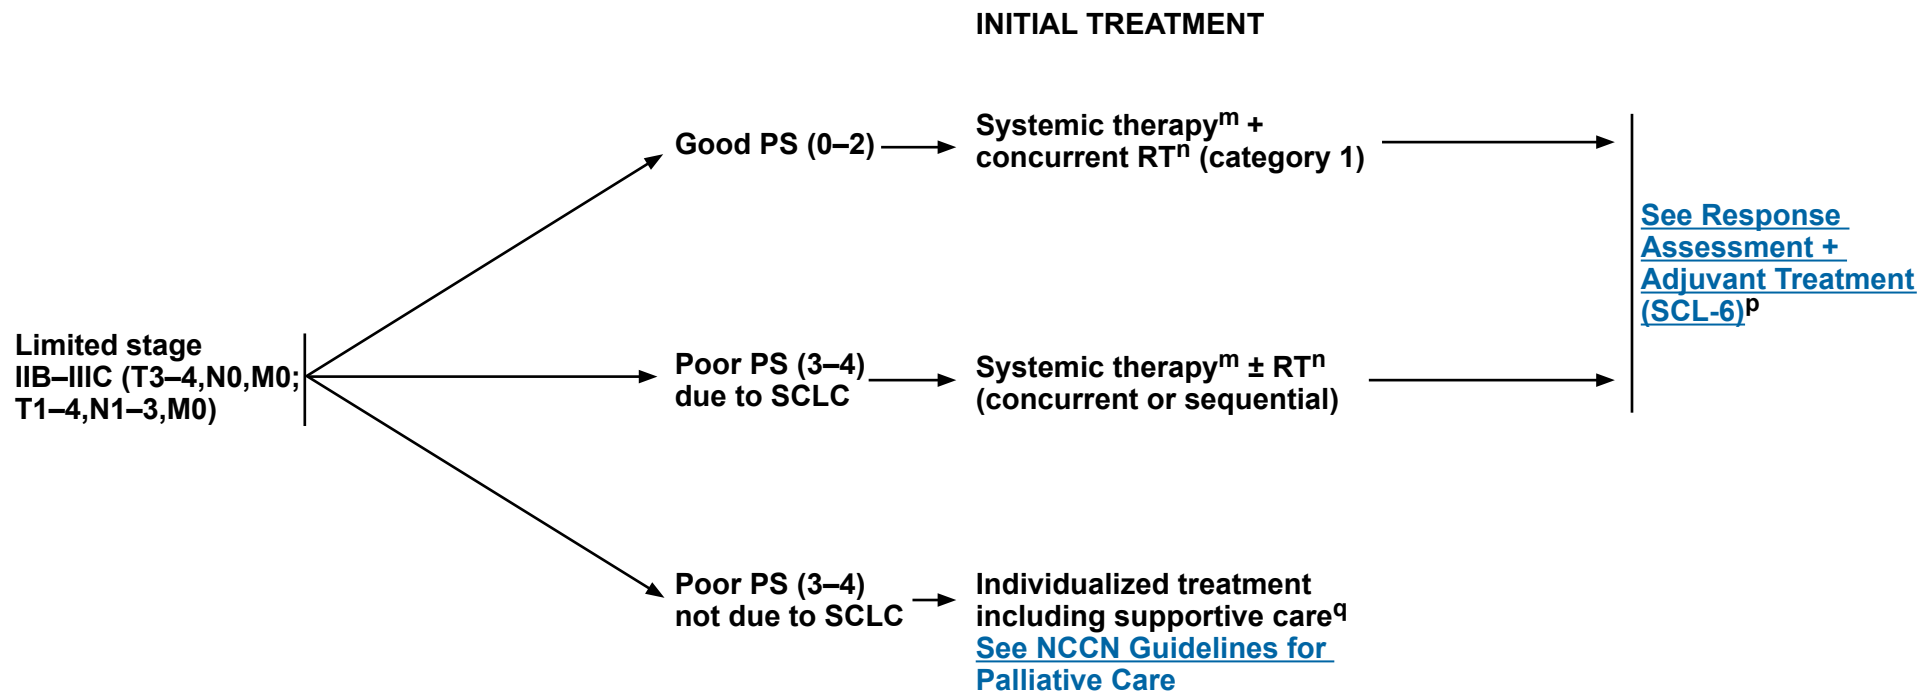 INITIAL TREATMENT
Good PS (0–2)
Systemic therapyᵐ +
concurrent RTⁿ (category 1)
See Response
Assessment +
Adjuvant Treatment
(SCL-6)ᵖ
Limited stage
IIB–IIIC (T3–4,N0,M0;
T1–4,N1–3,M0)
Poor PS (3–4)
due to SCLC
Systemic therapyᵐ ± RTⁿ
(concurrent or sequential)
Poor PS (3–4)
not due to SCLC
Individualized treatment
including supportive care𐞥
See NCCN Guidelines for
Palliative Care